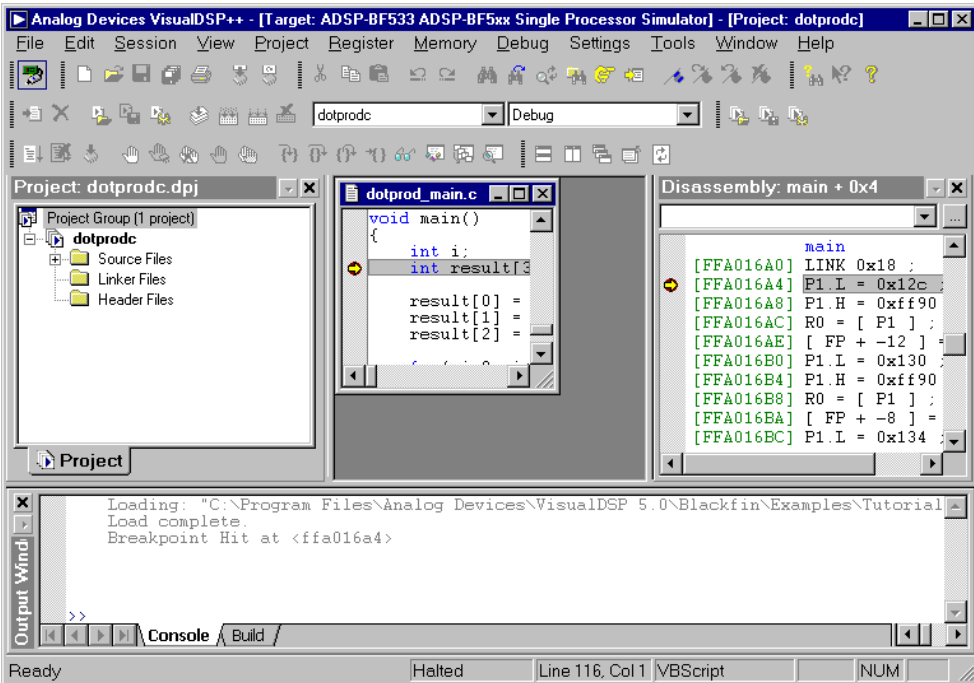 Analog Devices VisualDSP++ - [Target: ADSP-BF533 ADSP-BF5xx Single Processor Simulator] - [Project: dotprodc]
File Edit Session View Project Register Memory Debug Settings Tools Window Help
dotprodc Debug
Project: dotprodc.dpj
Project Group (1 project)
dotprodc
Source Files
Linker Files
Header Files
Project
dotprod_main.c
void main()
{
int i;
int result[3
result[0] =
result[1] =
result[2] =
Disassembly: main + 0x4
...
main
[FFA016A0] LINK 0x18 ;
[FFA016A4] P1.L = 0x12c ;
[FFA016A8] P1.H = 0xff90
[FFA016AC] R0 = [ P1 ] ;
[FFA016AE] [ FP + -12 ] =
[FFA016B0] P1.L = 0x130 ;
[FFA016B4] P1.H = 0xff90
[FFA016B8] R0 = [ P1 ] ;
[FFA016BA] [ FP + -8 ] =
[FFA016BC] P1.L = 0x134 ;
Output Wind
Loading: "C:\Program Files\Analog Devices\VisualDSP 5.0\Blackfin\Examples\Tutorial
Load complete.
Breakpoint Hit at <ffa016a4>
>>
Console Build
Ready Halted Line 116, Col 1 VBScript NUM